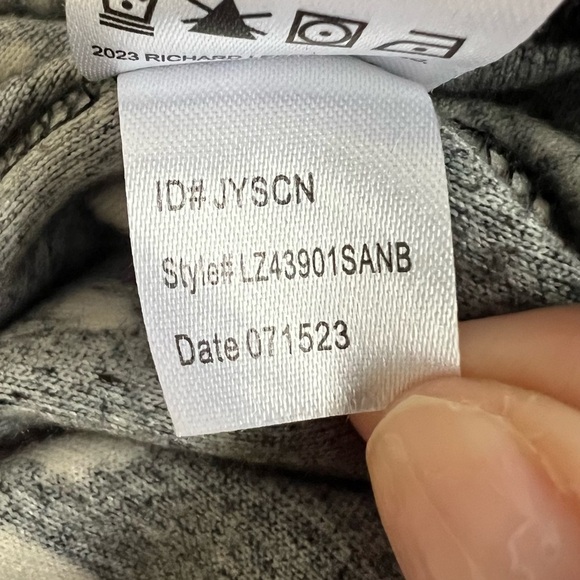 2023 RICHARD
ID# JYSCN
Style# LZ43901SANB
Date 071523